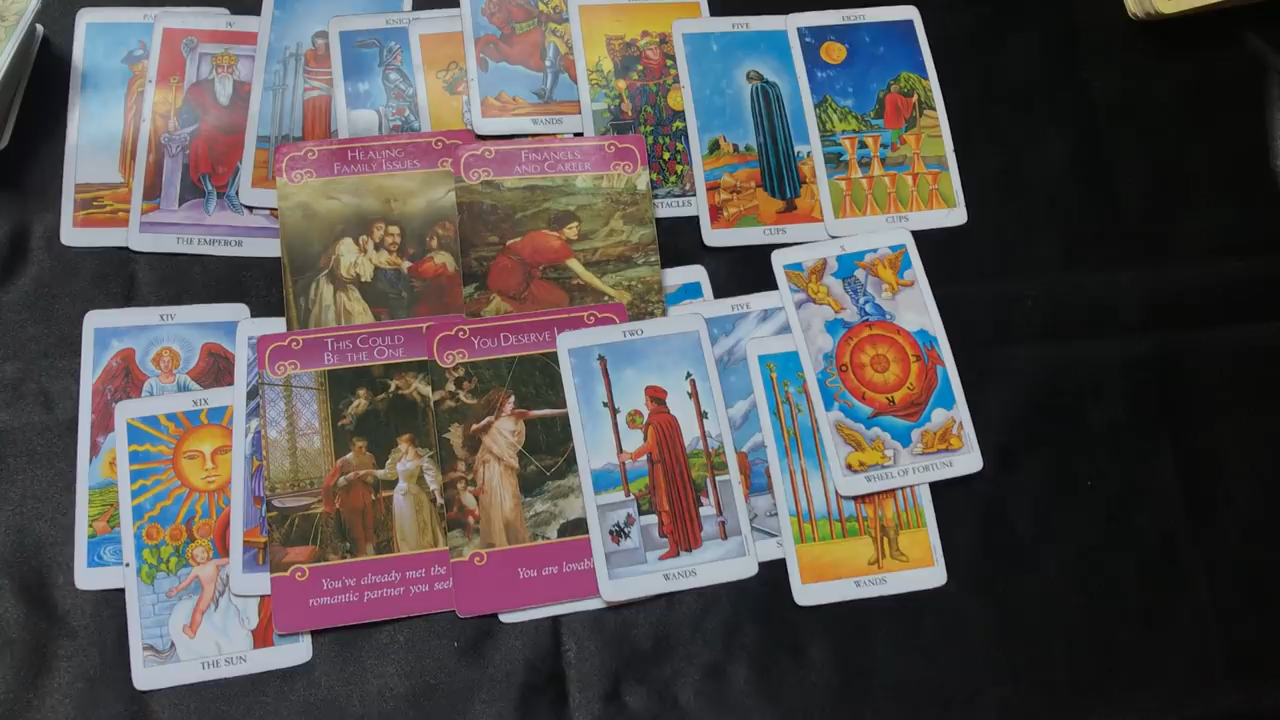 IV
THE EMPEROR
WANDS
FIVE
CUPS
EIGHT
CUPS
HEALING
FAMILY ISSUES
FINANCES
AND CAREER
XIV
XIX
THE SUN
THIS COULD
BE THE ONE
You've already met the
romantic partner you seek
YOU DESERVE
You are lovabl
TWO
WANDS
FIVE
WANDS
X
WHEEL OF FORTUNE